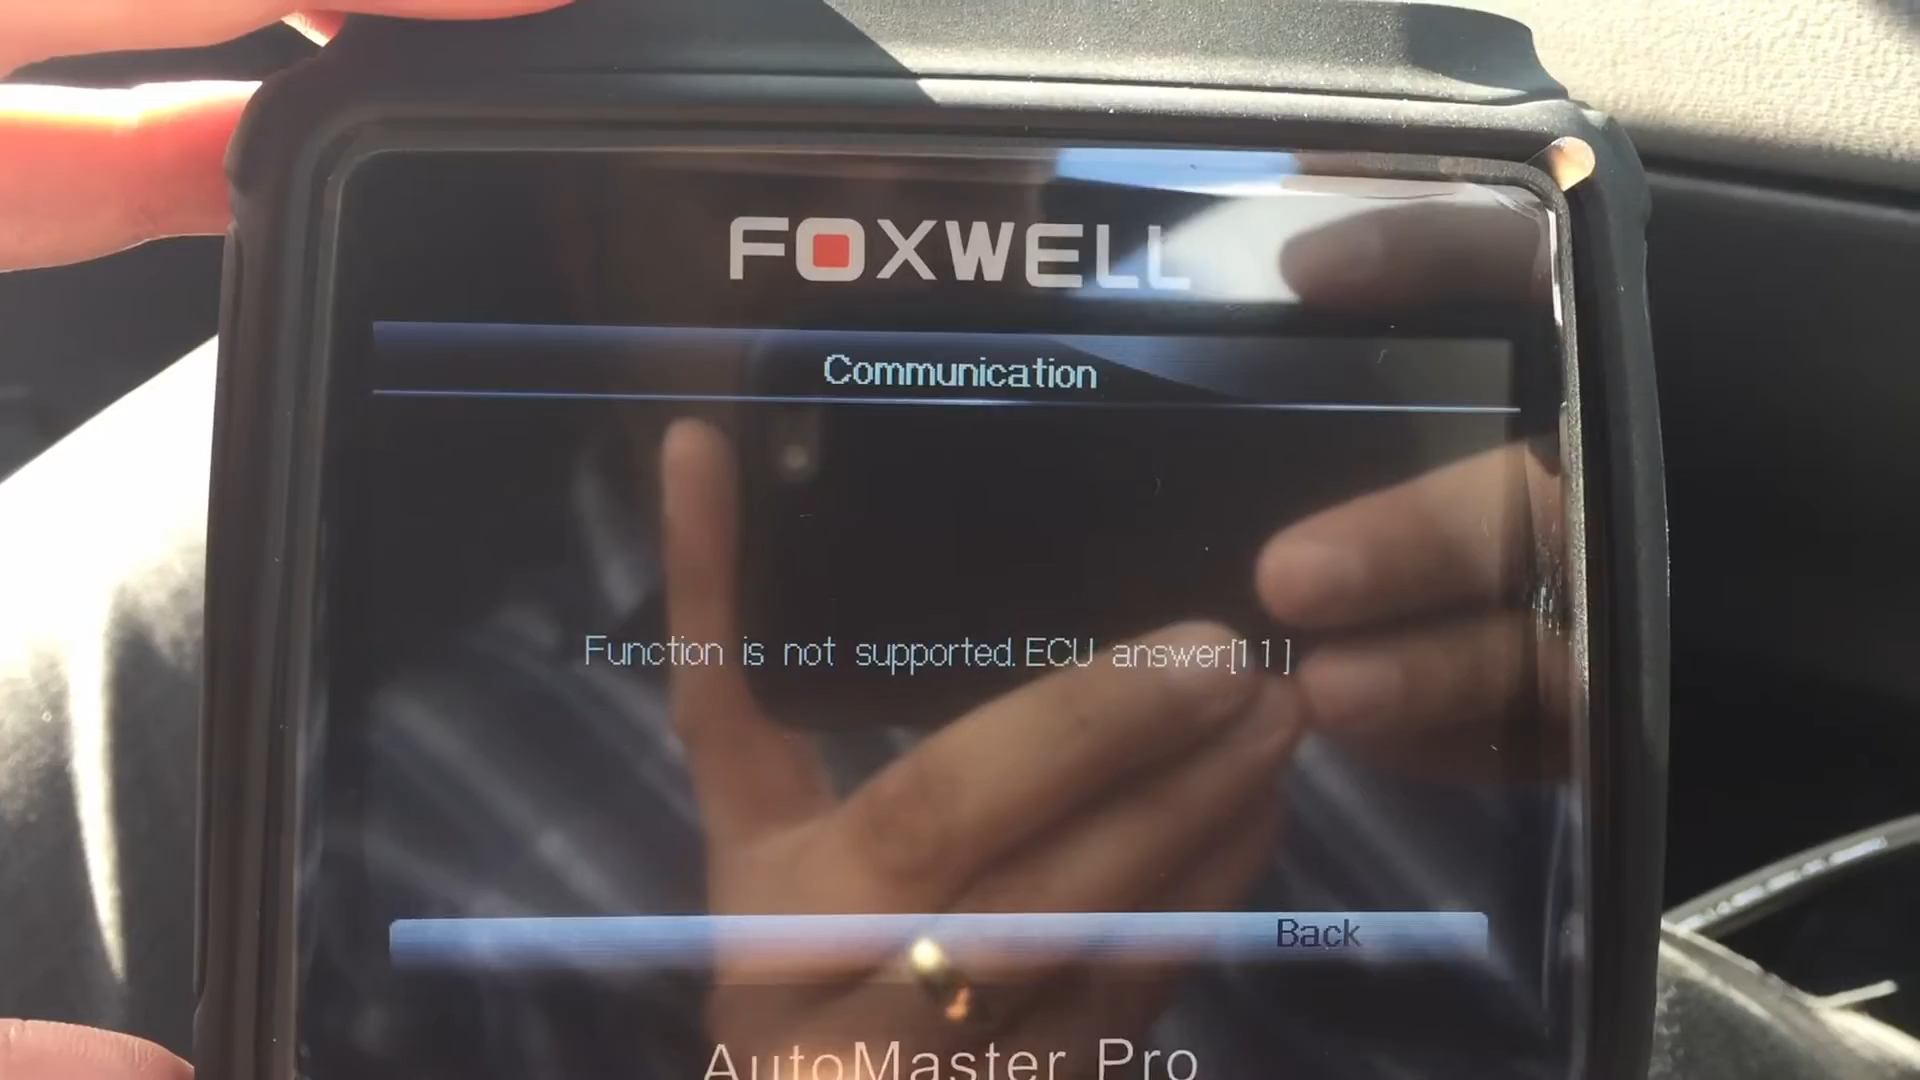 FOXWELL
Communication
Function is not supported.ECU answer:[11]
Back
AutoMaster Pro